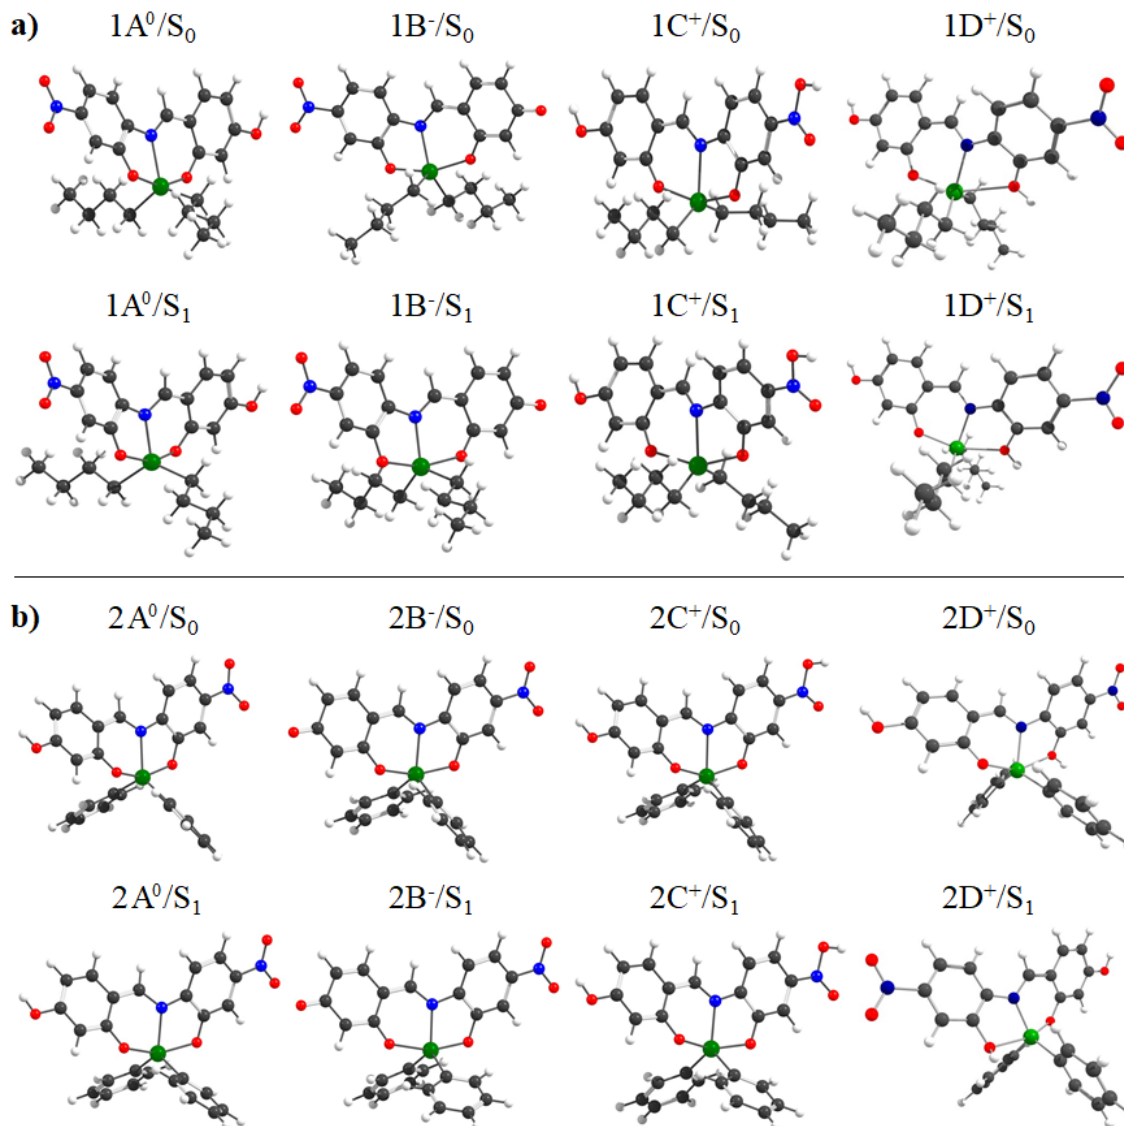 a) 1A⁰/S₀ 1B⁻/S₀ 1C⁺/S₀ 1D⁺/S₀
1A⁰/S₁ 1B⁻/S₁ 1C⁺/S₁ 1D⁺/S₁
b) 2A⁰/S₀ 2B⁻/S₀ 2C⁺/S₀ 2D⁺/S₀
2A⁰/S₁ 2B⁻/S₁ 2C⁺/S₁ 2D⁺/S₁